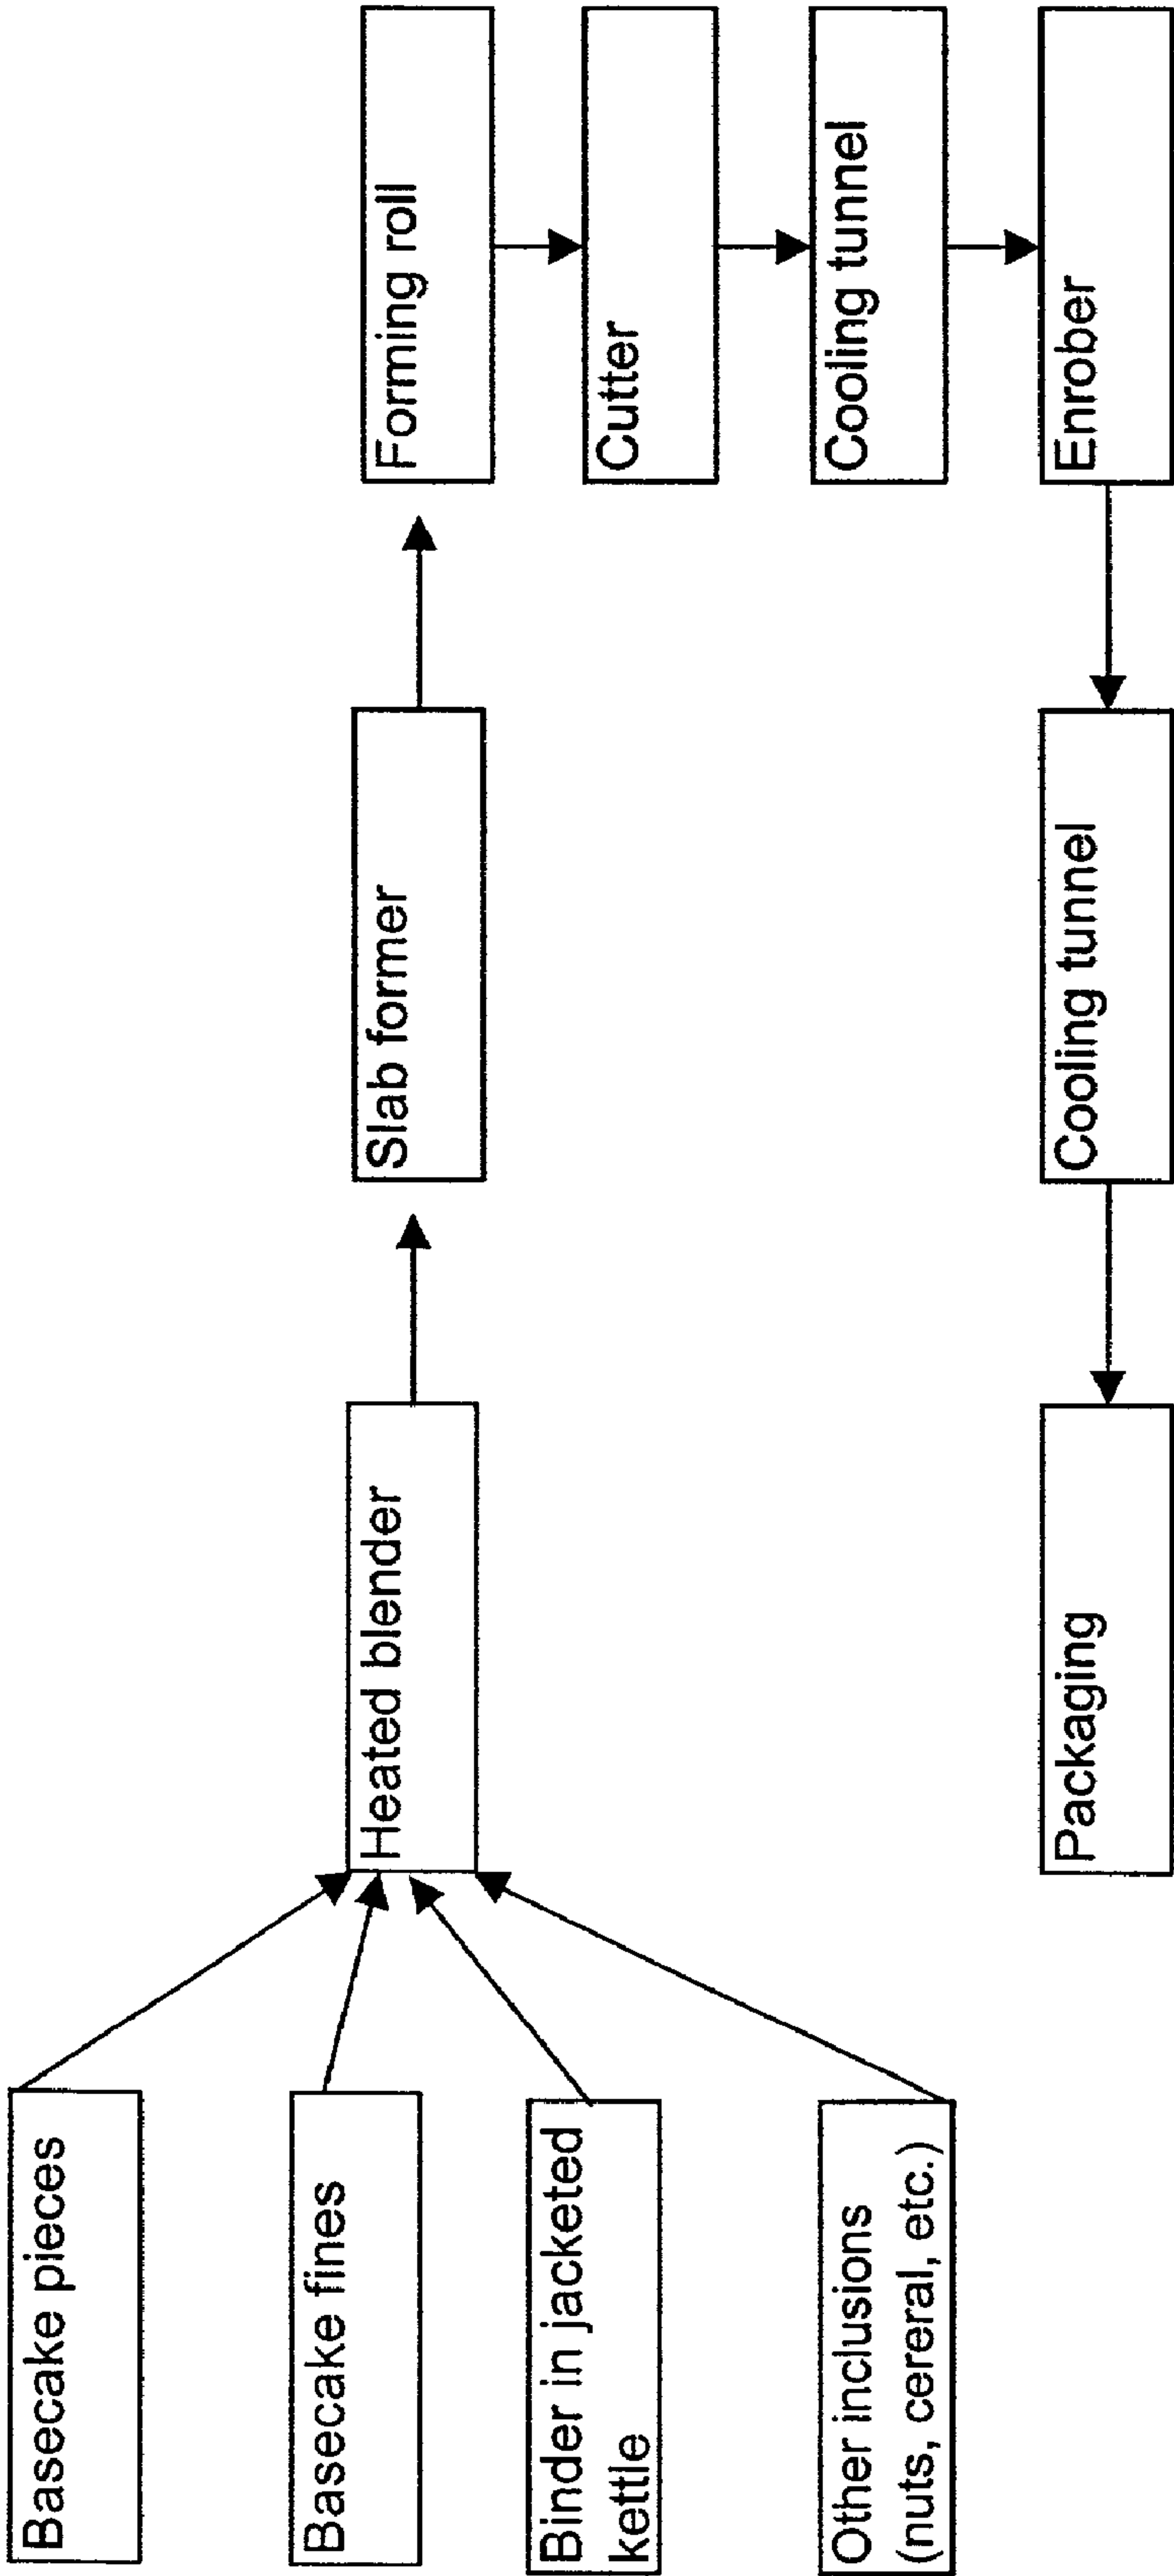 Basecake pieces
Basecake fines
Binder in jacketed
kettle
Other inclusions
(nuts, cereral, etc.)
Heated blender
Slab former
Forming roll
Cutter
Cooling tunnel
Enrober
Cooling tunnel
Packaging